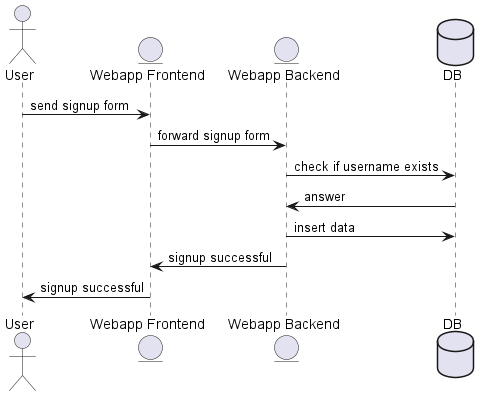 User
Webapp Frontend
Webapp Backend
DB
send signup form
forward signup form
check if username exists
answer
insert data
signup successful
signup successful
User
Webapp Frontend
Webapp Backend
DB